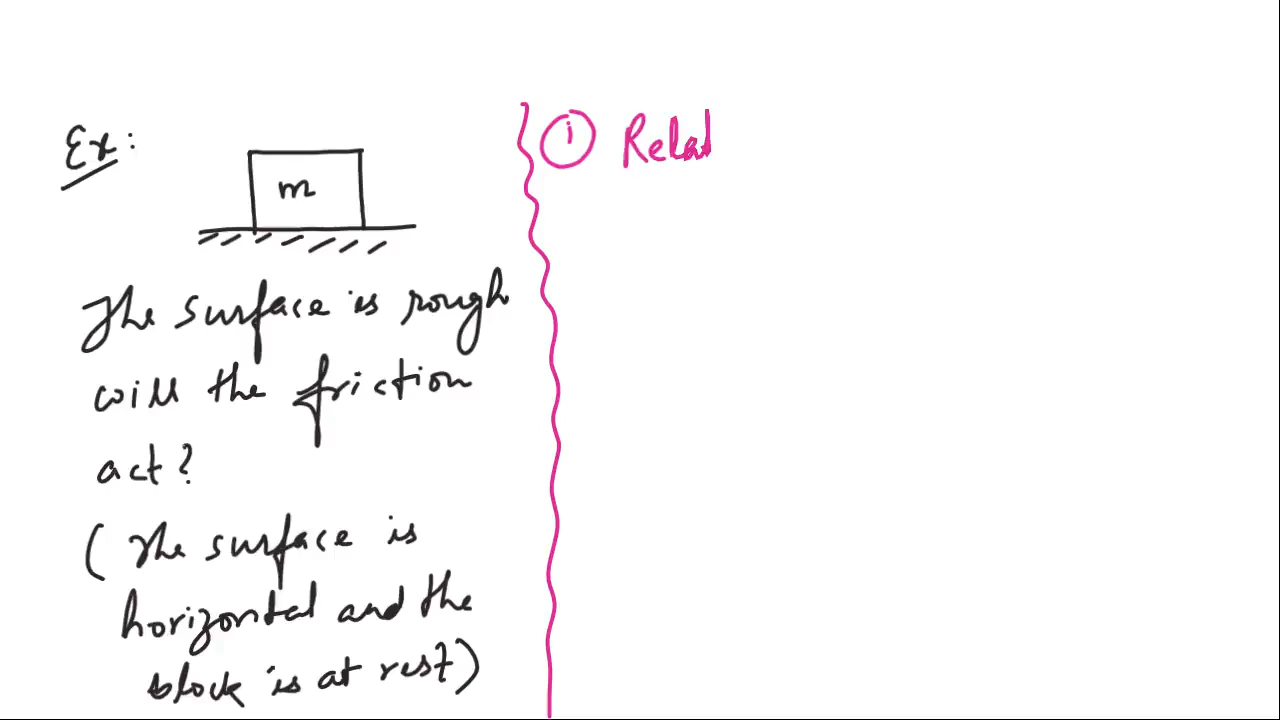 Ex:
m
The surface is rough
will the friction
act?
(The surface is
horizontal and the
block is at rest)
i Relat